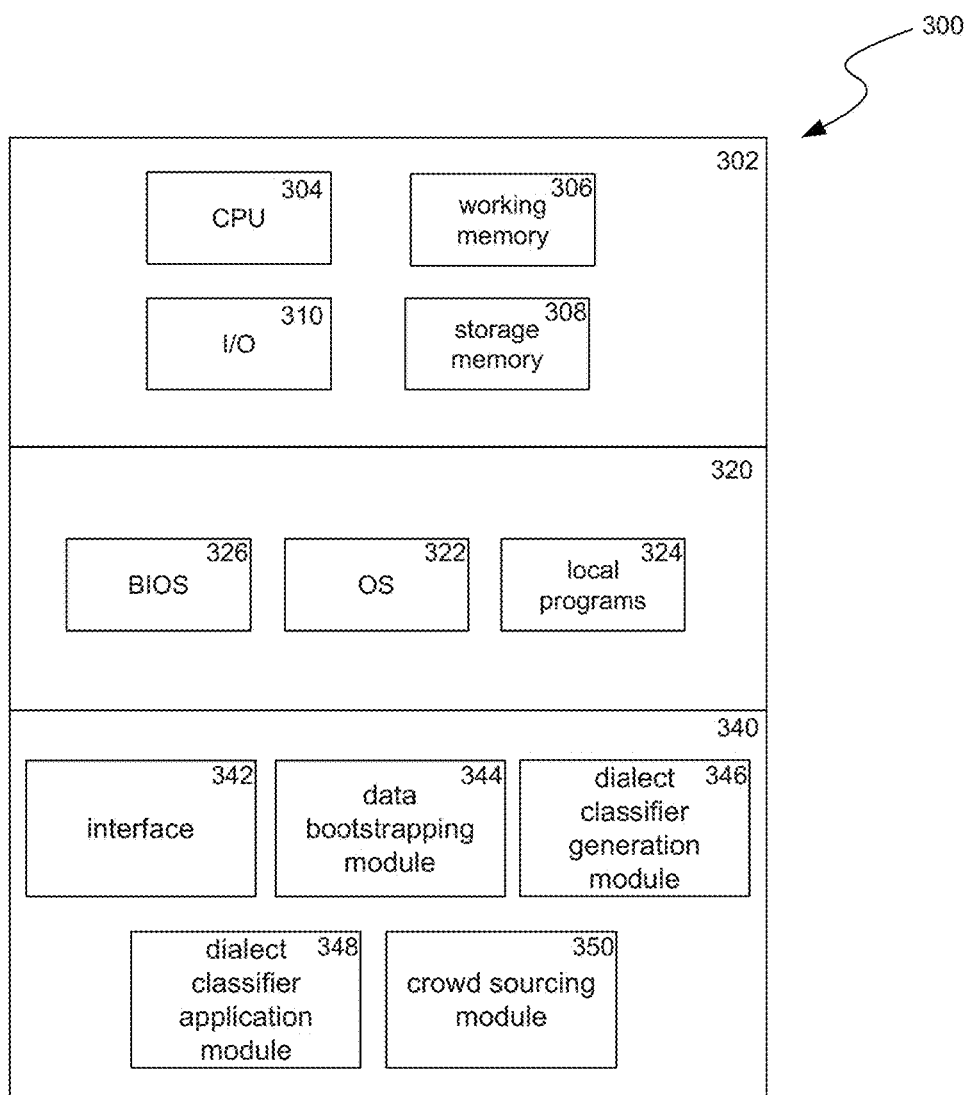 300
302
304
CPU
306
working
memory
310
I/O
308
storage
memory
320
326
BIOS
322
OS
324
local
programs
340
342
interface
344
data
bootstrapping
module
346
dialect
classifier
generation
module
348
dialect
classifier
application
module
350
crowd sourcing
module